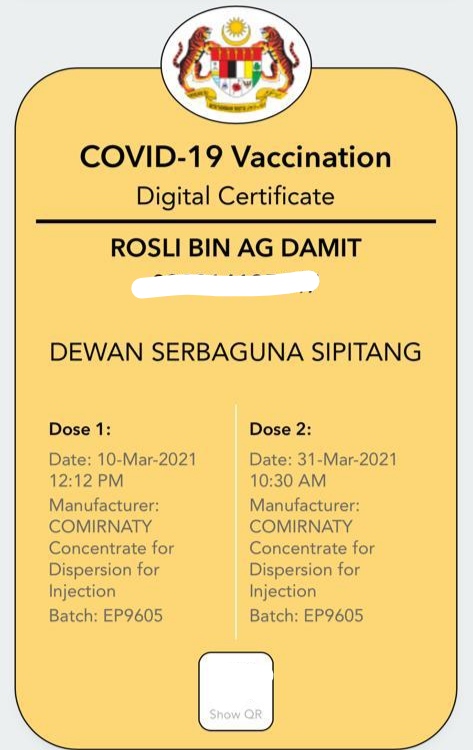 COVID-19 Vaccination
Digital Certificate
ROSLI BIN AG DAMIT
DEWAN SERBAGUNA SIPITANG
Dose 1:
Date: 10-Mar-2021
12:12 PM
Manufacturer:
COMIRNATY
Concentrate for
Dispersion for
Injection
Batch: EP9605
Dose 2:
Date: 31-Mar-2021
10:30 AM
Manufacturer:
COMIRNATY
Concentrate for
Dispersion for
Injection
Batch: EP9605
Show QR